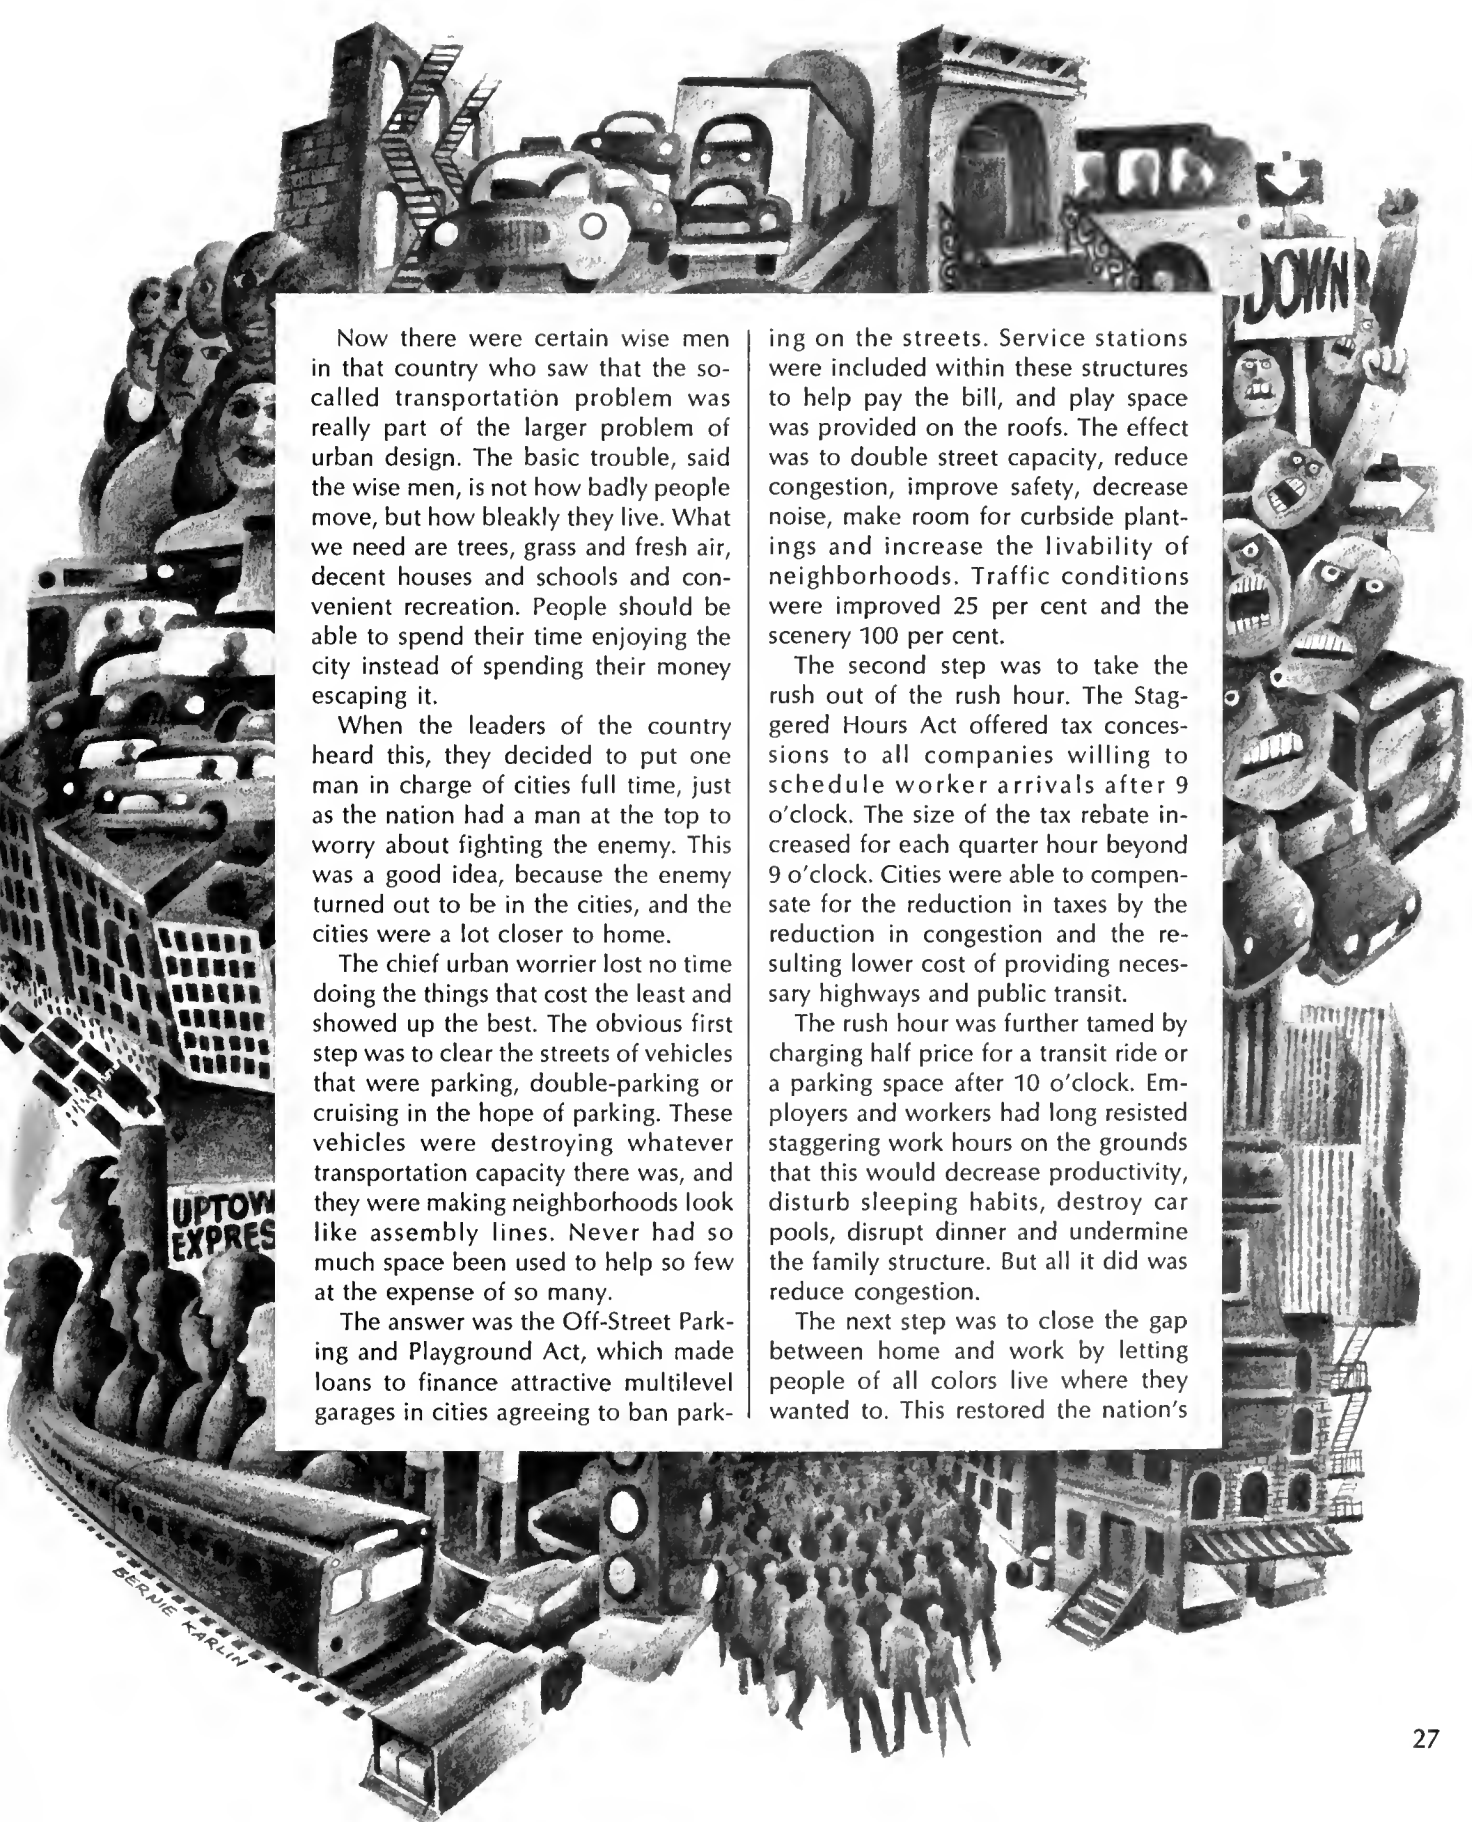 DOWN
Now there were certain wise men
in that country who saw that the so-
called transportation problem was
really part of the larger problem of
urban design. The basic trouble, said
the wise men, is not how badly people
move, but how bleakly they live. What
we need are trees, grass and fresh air,
decent houses and schools and con-
venient recreation. People should be
able to spend their time enjoying the
city instead of spending their money
escaping it.
When the leaders of the country
heard this, they decided to put one
man in charge of cities full time, just
as the nation had a man at the top to
worry about fighting the enemy. This
was a good idea, because the enemy
turned out to be in the cities, and the
cities were a lot closer to home.
The chief urban worrier lost no time
doing the things that cost the least and
showed up the best. The obvious first
step was to clear the streets of vehicles
that were parking, double-parking or
cruising in the hope of parking. These
vehicles were destroying whatever
transportation capacity there was, and
they were making neighborhoods look
like assembly lines. Never had so
much space been used to help so few
at the expense of so many.
The answer was the Off-Street Park-
ing and Playground Act, which made
loans to finance attractive multilevel
garages in cities agreeing to ban park-
ing on the streets. Service stations
were included within these structures
to help pay the bill, and play space
was provided on the roofs. The effect
was to double street capacity, reduce
congestion, improve safety, decrease
noise, make room for curbside plant-
ings and increase the livability of
neighborhoods. Traffic conditions
were improved 25 per cent and the
scenery 100 per cent.
The second step was to take the
rush out of the rush hour. The Stag-
gered Hours Act offered tax conces-
sions to all companies willing to
schedule worker arrivals after 9
o'clock. The size of the tax rebate in-
creased for each quarter hour beyond
9 o'clock. Cities were able to compen-
sate for the reduction in taxes by the
reduction in congestion and the re-
sulting lower cost of providing neces-
sary highways and public transit.
The rush hour was further tamed by
charging half price for a transit ride or
a parking space after 10 o'clock. Em-
ployers and workers had long resisted
staggering work hours on the grounds
that this would decrease productivity,
disturb sleeping habits, destroy car
pools, disrupt dinner and undermine
the family structure. But all it did was
reduce congestion.
The next step was to close the gap
between home and work by letting
people of all colors live where they
wanted to. This restored the nation's
UPTOW
EXPRES
BERNIE KARLIN
27